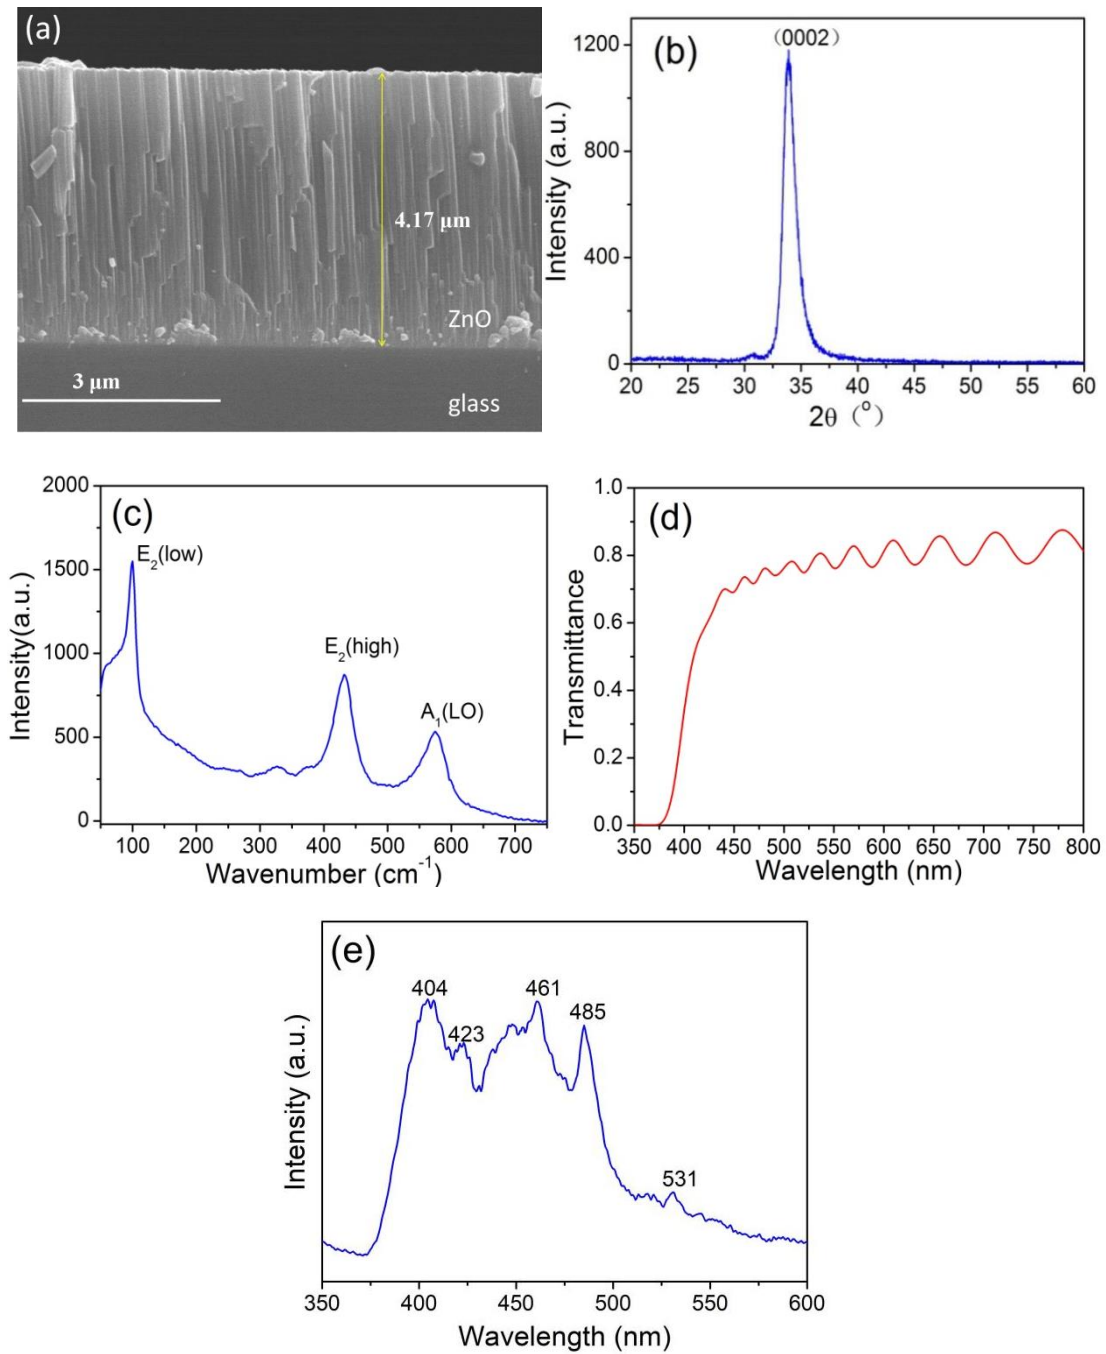 (a)
4.17 μm
ZnO
3 μm
glass
(b)
(0002)
1200
800
400
0
Intensity (a.u.)
20 25 30 35 40 45 50 55 60
2θ (°)
(c)
2000
1500
1000
500
0
Intensity(a.u.)
E₂(low)
E₂(high)
A₁(LO)
100 200 300 400 500 600 700
Wavenumber (cm⁻¹)
(d)
1.0
0.8
0.6
0.4
0.2
0.0
Transmittance
350 400 450 500 550 600 650 700 750 800
Wavelength (nm)
(e)
404
423
461
485
531
Intensity (a.u.)
350 400 450 500 550 600
Wavelength (nm)